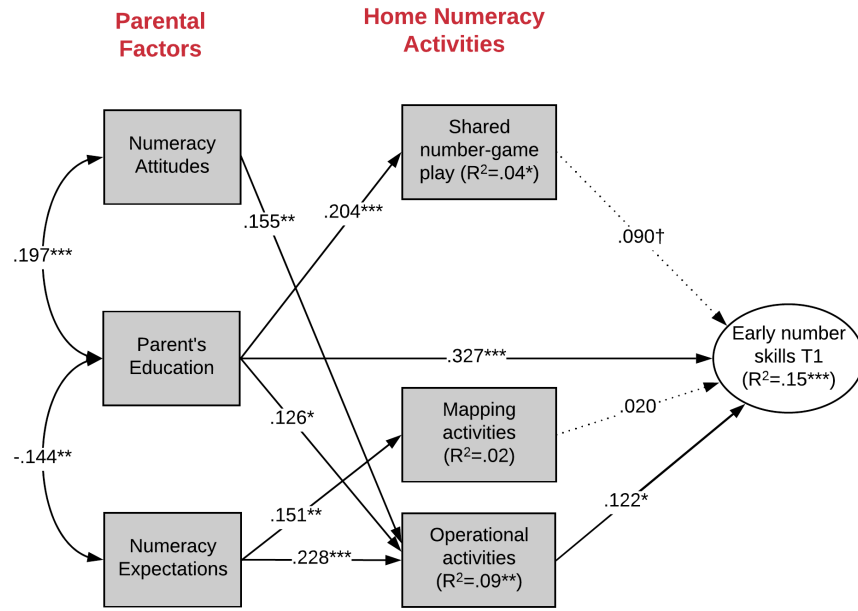 Parental
Factors
Home Numeracy
Activities
Numeracy
Attitudes
Shared
number-game
play (R²=.04*)
.155**
.204***
.090†
.197***
Parent's
Education
.327***
Early number
skills T1
(R²=.15***)
.126*
Mapping
activities
(R²=.02)
.020
-.144**
.151**
.122*
Numeracy
Expectations
.228***
Operational
activities
(R²=.09**)